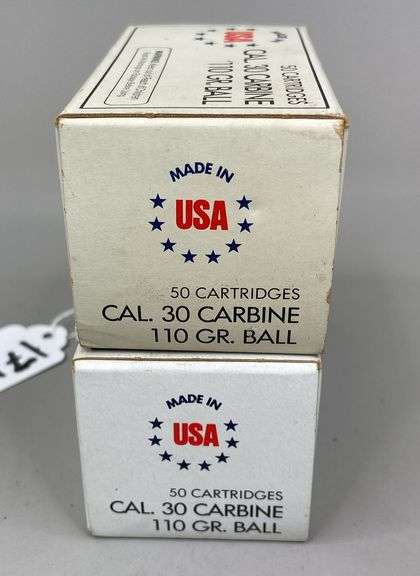 USA
50 CARTRIDGES
CAL. 30 CARBINE
110 GR. BALL
MADE IN
USA
50 CARTRIDGES
CAL. 30 CARBINE
110 GR. BALL
MADE IN
USA
50 CARTRIDGES
CAL. 30 CARBINE
110 GR. BALL